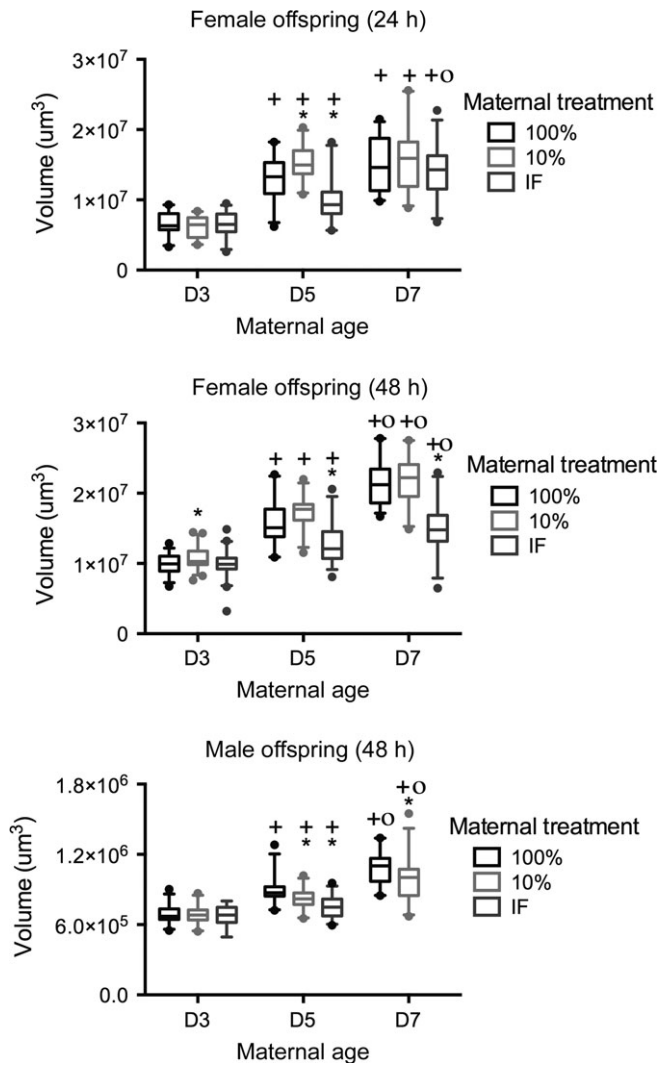 Female offspring (24 h)
3×10⁷
+ + +o
+ + +
* *
Maternal treatment
100%
10%
IF
2×10⁷
1×10⁷
0
Volume (um³)
D3 D5 D7
Maternal age
Female offspring (48 h)
3×10⁷
+o +o +o
*
+ + +
*
*
Maternal treatment
100%
10%
IF
2×10⁷
1×10⁷
0
Volume (um³)
D3 D5 D7
Maternal age
Male offspring (48 h)
1.8×10⁶
+o +o
*
+ + +
* *
Maternal treatment
100%
10%
IF
1.2×10⁶
6.0×10⁵
0.0
Volume (um³)
D3 D5 D7
Maternal age